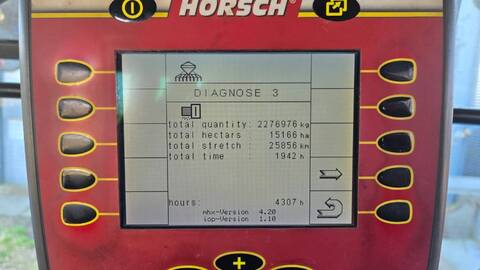 HORSCH
DIAGNOSE 3
total quantity: 2276976 kg
total hectars : 15166 ha
total stretch : 25856 km
total time : 1942 h
hours: 4307 h
mhx-Version 4.20
iop-Version 1.10